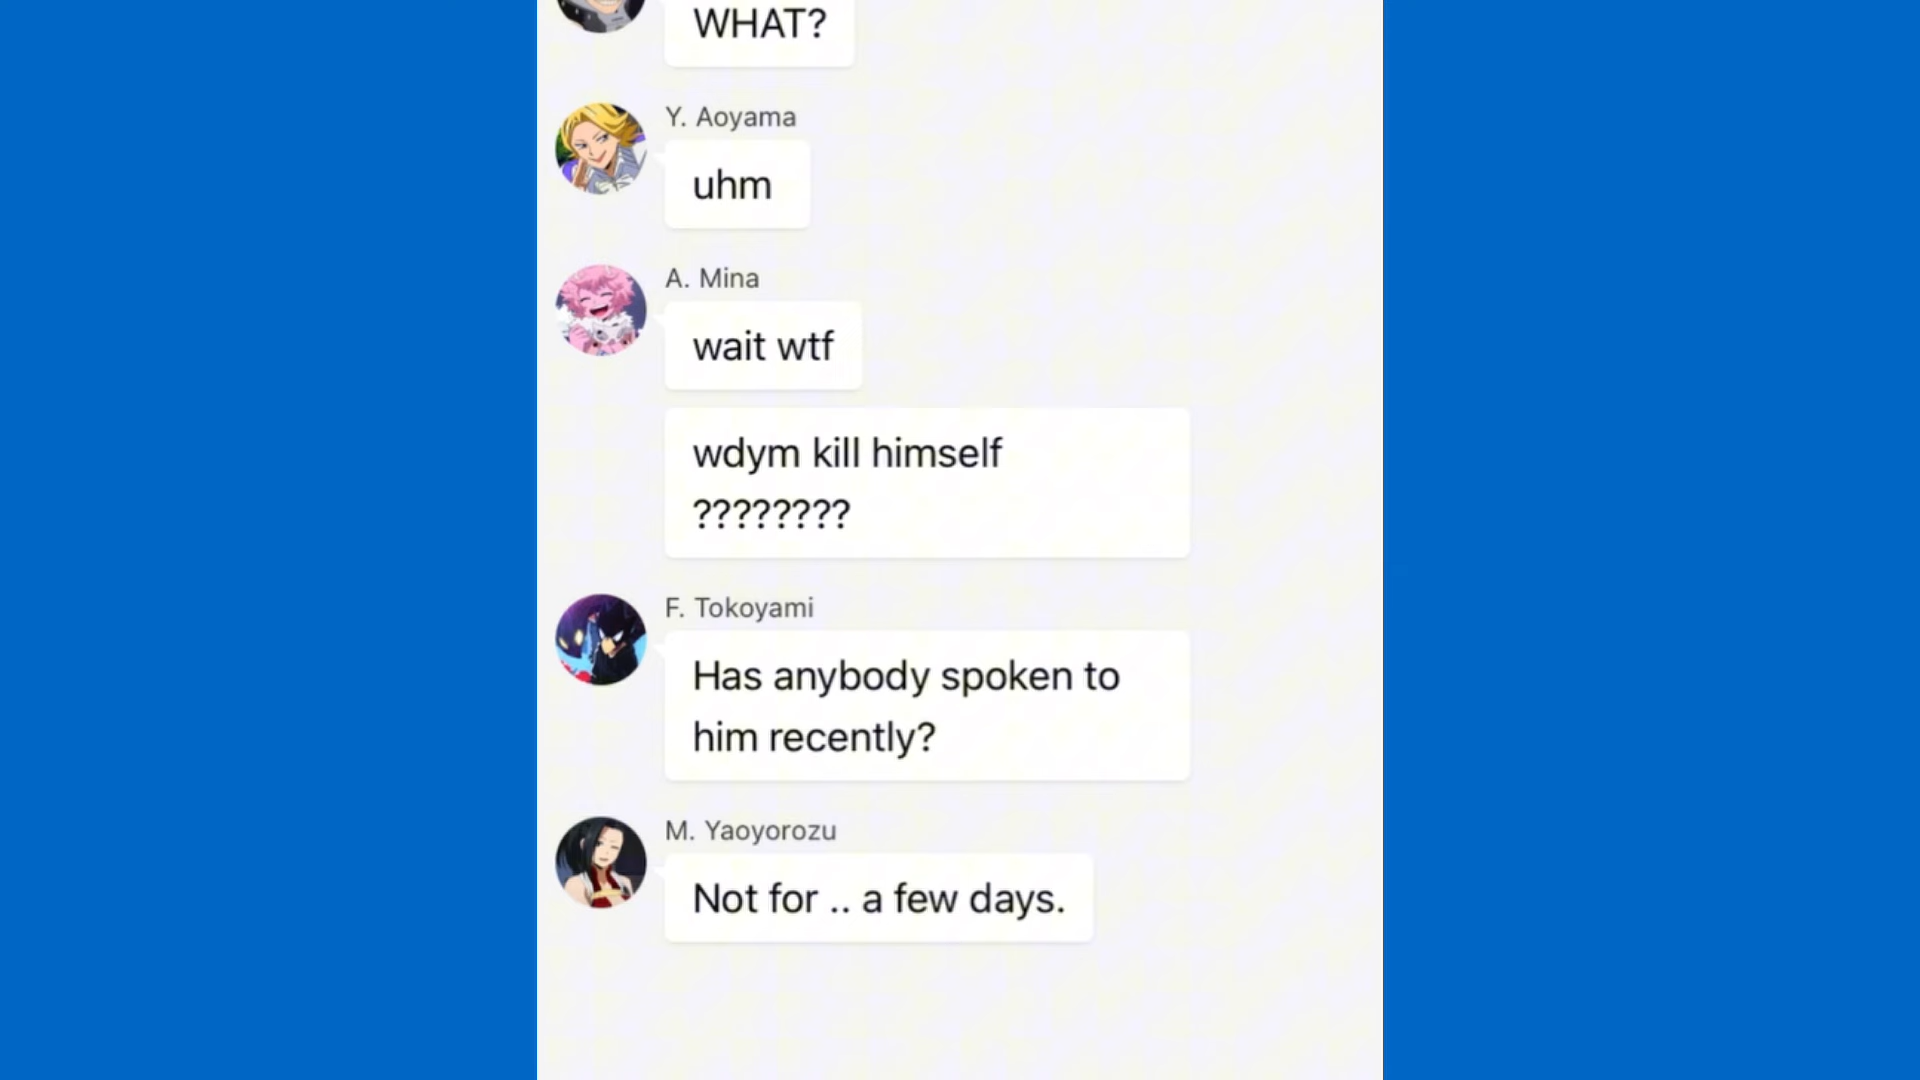 WHAT?
Y. Aoyama
uhm
A. Mina
wait wtf
wdym kill himself
????????
F. Tokoyami
Has anybody spoken to
him recently?
M. Yaoyorozu
Not for .. a few days.